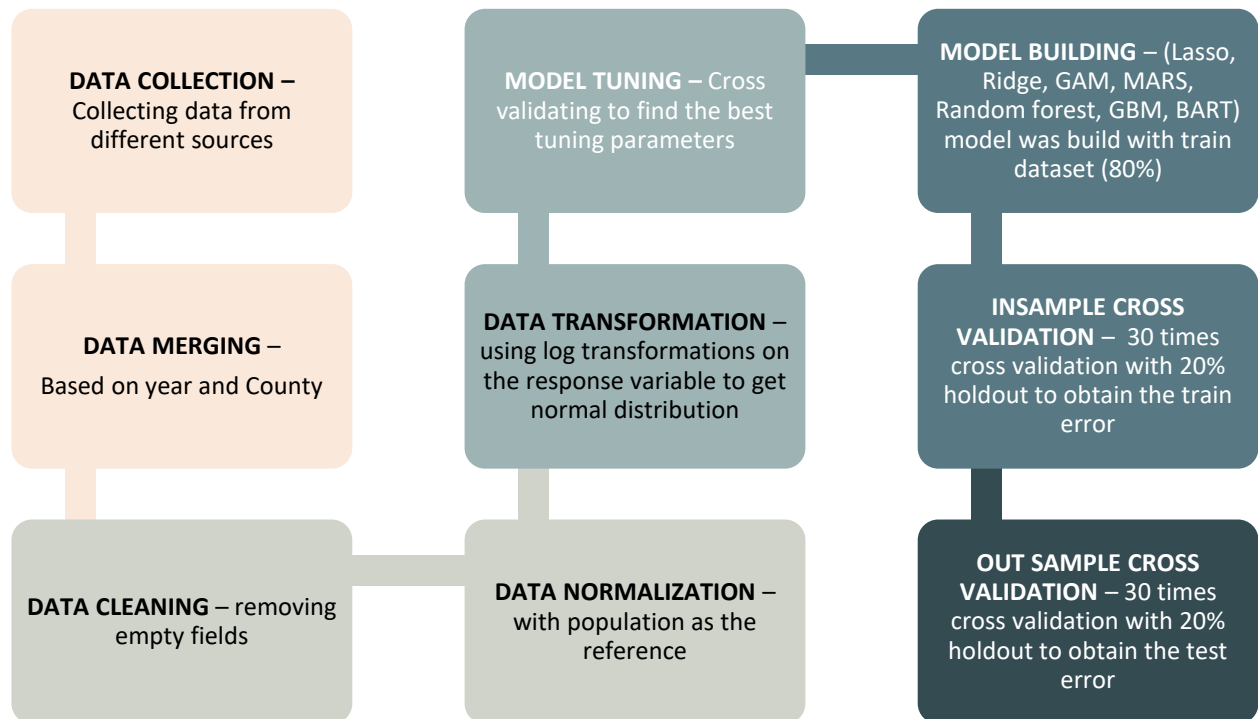 DATA COLLECTION –
Collecting data from
different sources
DATA MERGING –
Based on year and County
DATA CLEANING – removing
empty fields
DATA NORMALIZATION –
with population as the
reference
DATA TRANSFORMATION –
using log transformations on
the response variable to get
normal distribution
MODEL TUNING – Cross
validating to find the best
tuning parameters
MODEL BUILDING – (Lasso,
Ridge, GAM, MARS,
Random forest, GBM, BART)
model was build with train
dataset (80%)
INSAMPLE CROSS
VALIDATION – 30 times
cross validation with 20%
holdout to obtain the train
error
OUT SAMPLE CROSS
VALIDATION – 30 times
cross validation with 20%
holdout to obtain the test
error